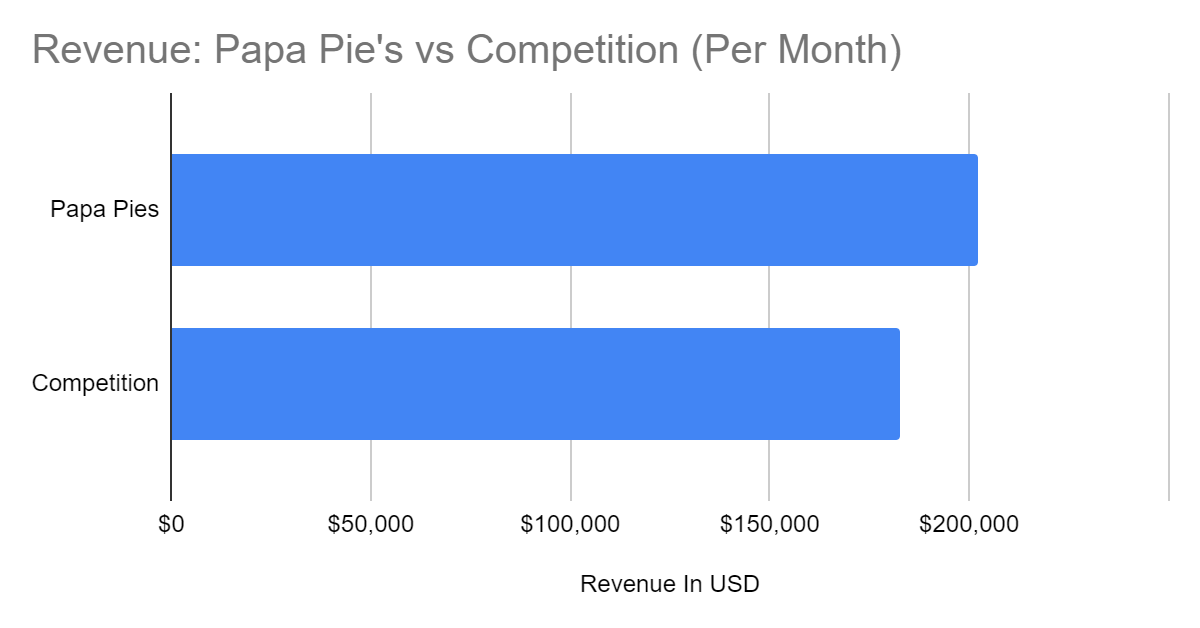 Revenue: Papa Pie's vs Competition (Per Month)
Papa Pies
Competition
$0 $50,000 $100,000 $150,000 $200,000
Revenue In USD